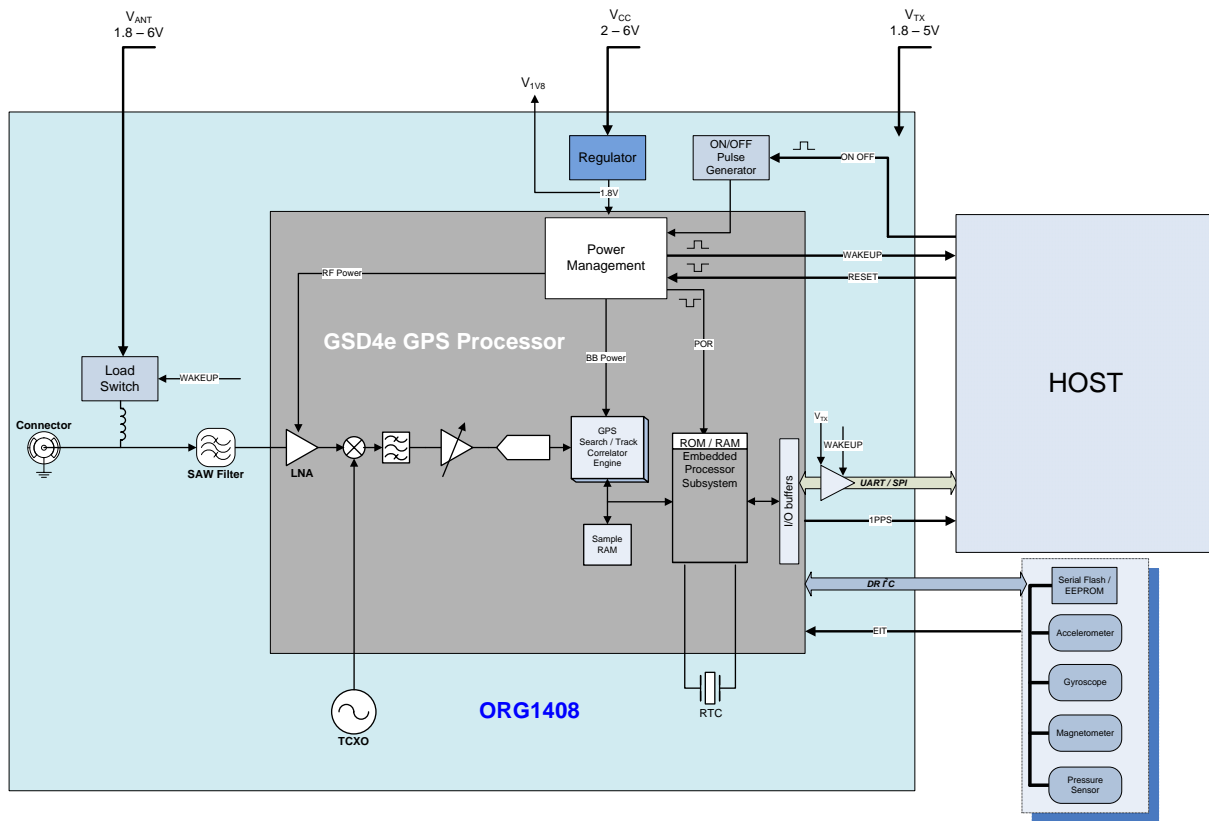 VANT
1.8 – 6V
VCC
2 – 6V
VTX
1.8 – 5V
V1V8
Regulator
ON/OFF
Pulse
Generator
ON OFF
1.8V
Power
Management
WAKEUP
RESET
RF Power
GSD4e GPS Processor
BB Power
POR
HOST
Load
Switch
WAKEUP
Connector
SAW Filter
LNA
GPS
Search / Track
Correlator
Engine
ROM / RAM
Embedded
Processor
Subsystem
I/O buffers
VTX
WAKEUP
UART / SPI
1PPS
Sample
RAM
DR I²C
EIT
Serial Flash /
EEPROM
Accelerometer
Gyroscope
Magnetometer
Pressure
Sensor
RTC
ORG1408
TCXO